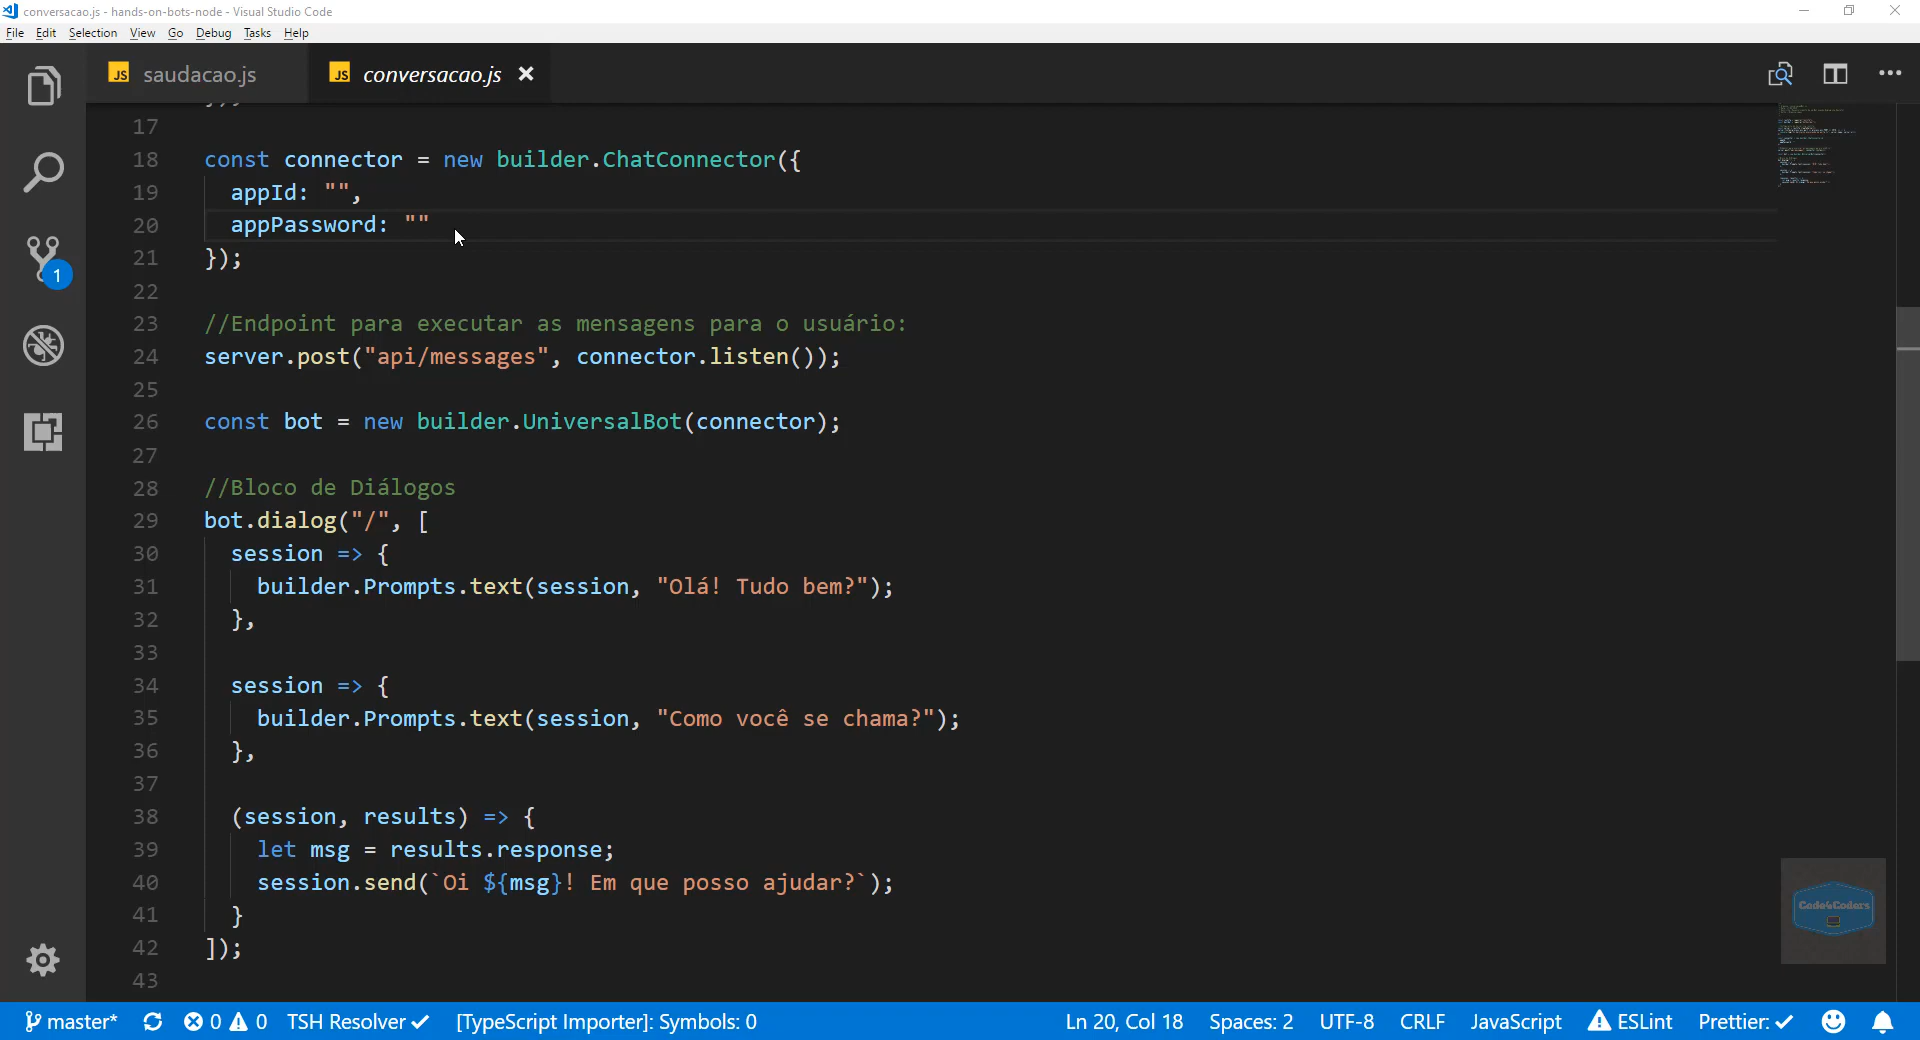 conversacao.js - hands-on-bots-node - Visual Studio Code
File Edit Selection View Go Debug Tasks Help
JS saudacao.js JS conversacao.js
17
18 const connector = new builder.ChatConnector({
19 appId: "",
20 appPassword: ""
21 });
22
23 //Endpoint para executar as mensagens para o usuário:
24 server.post("api/messages", connector.listen());
25
26 const bot = new builder.UniversalBot(connector);
27
28 //Bloco de Diálogos
29 bot.dialog("/", [
30 session => {
31 builder.Prompts.text(session, "Olá! Tudo bem?");
32 },
33
34 session => {
35 builder.Prompts.text(session, "Como você se chama?");
36 },
37
38 (session, results) => {
39 let msg = results.response;
40 session.send(`Oi ${msg}! Em que posso ajudar?`);
41 }
42 ]);
43
1
Code4Coders
master* 0 0 TSH Resolver [TypeScript Importer]: Symbols: 0 Ln 20, Col 18 Spaces: 2 UTF-8 CRLF JavaScript ESLint Prettier: